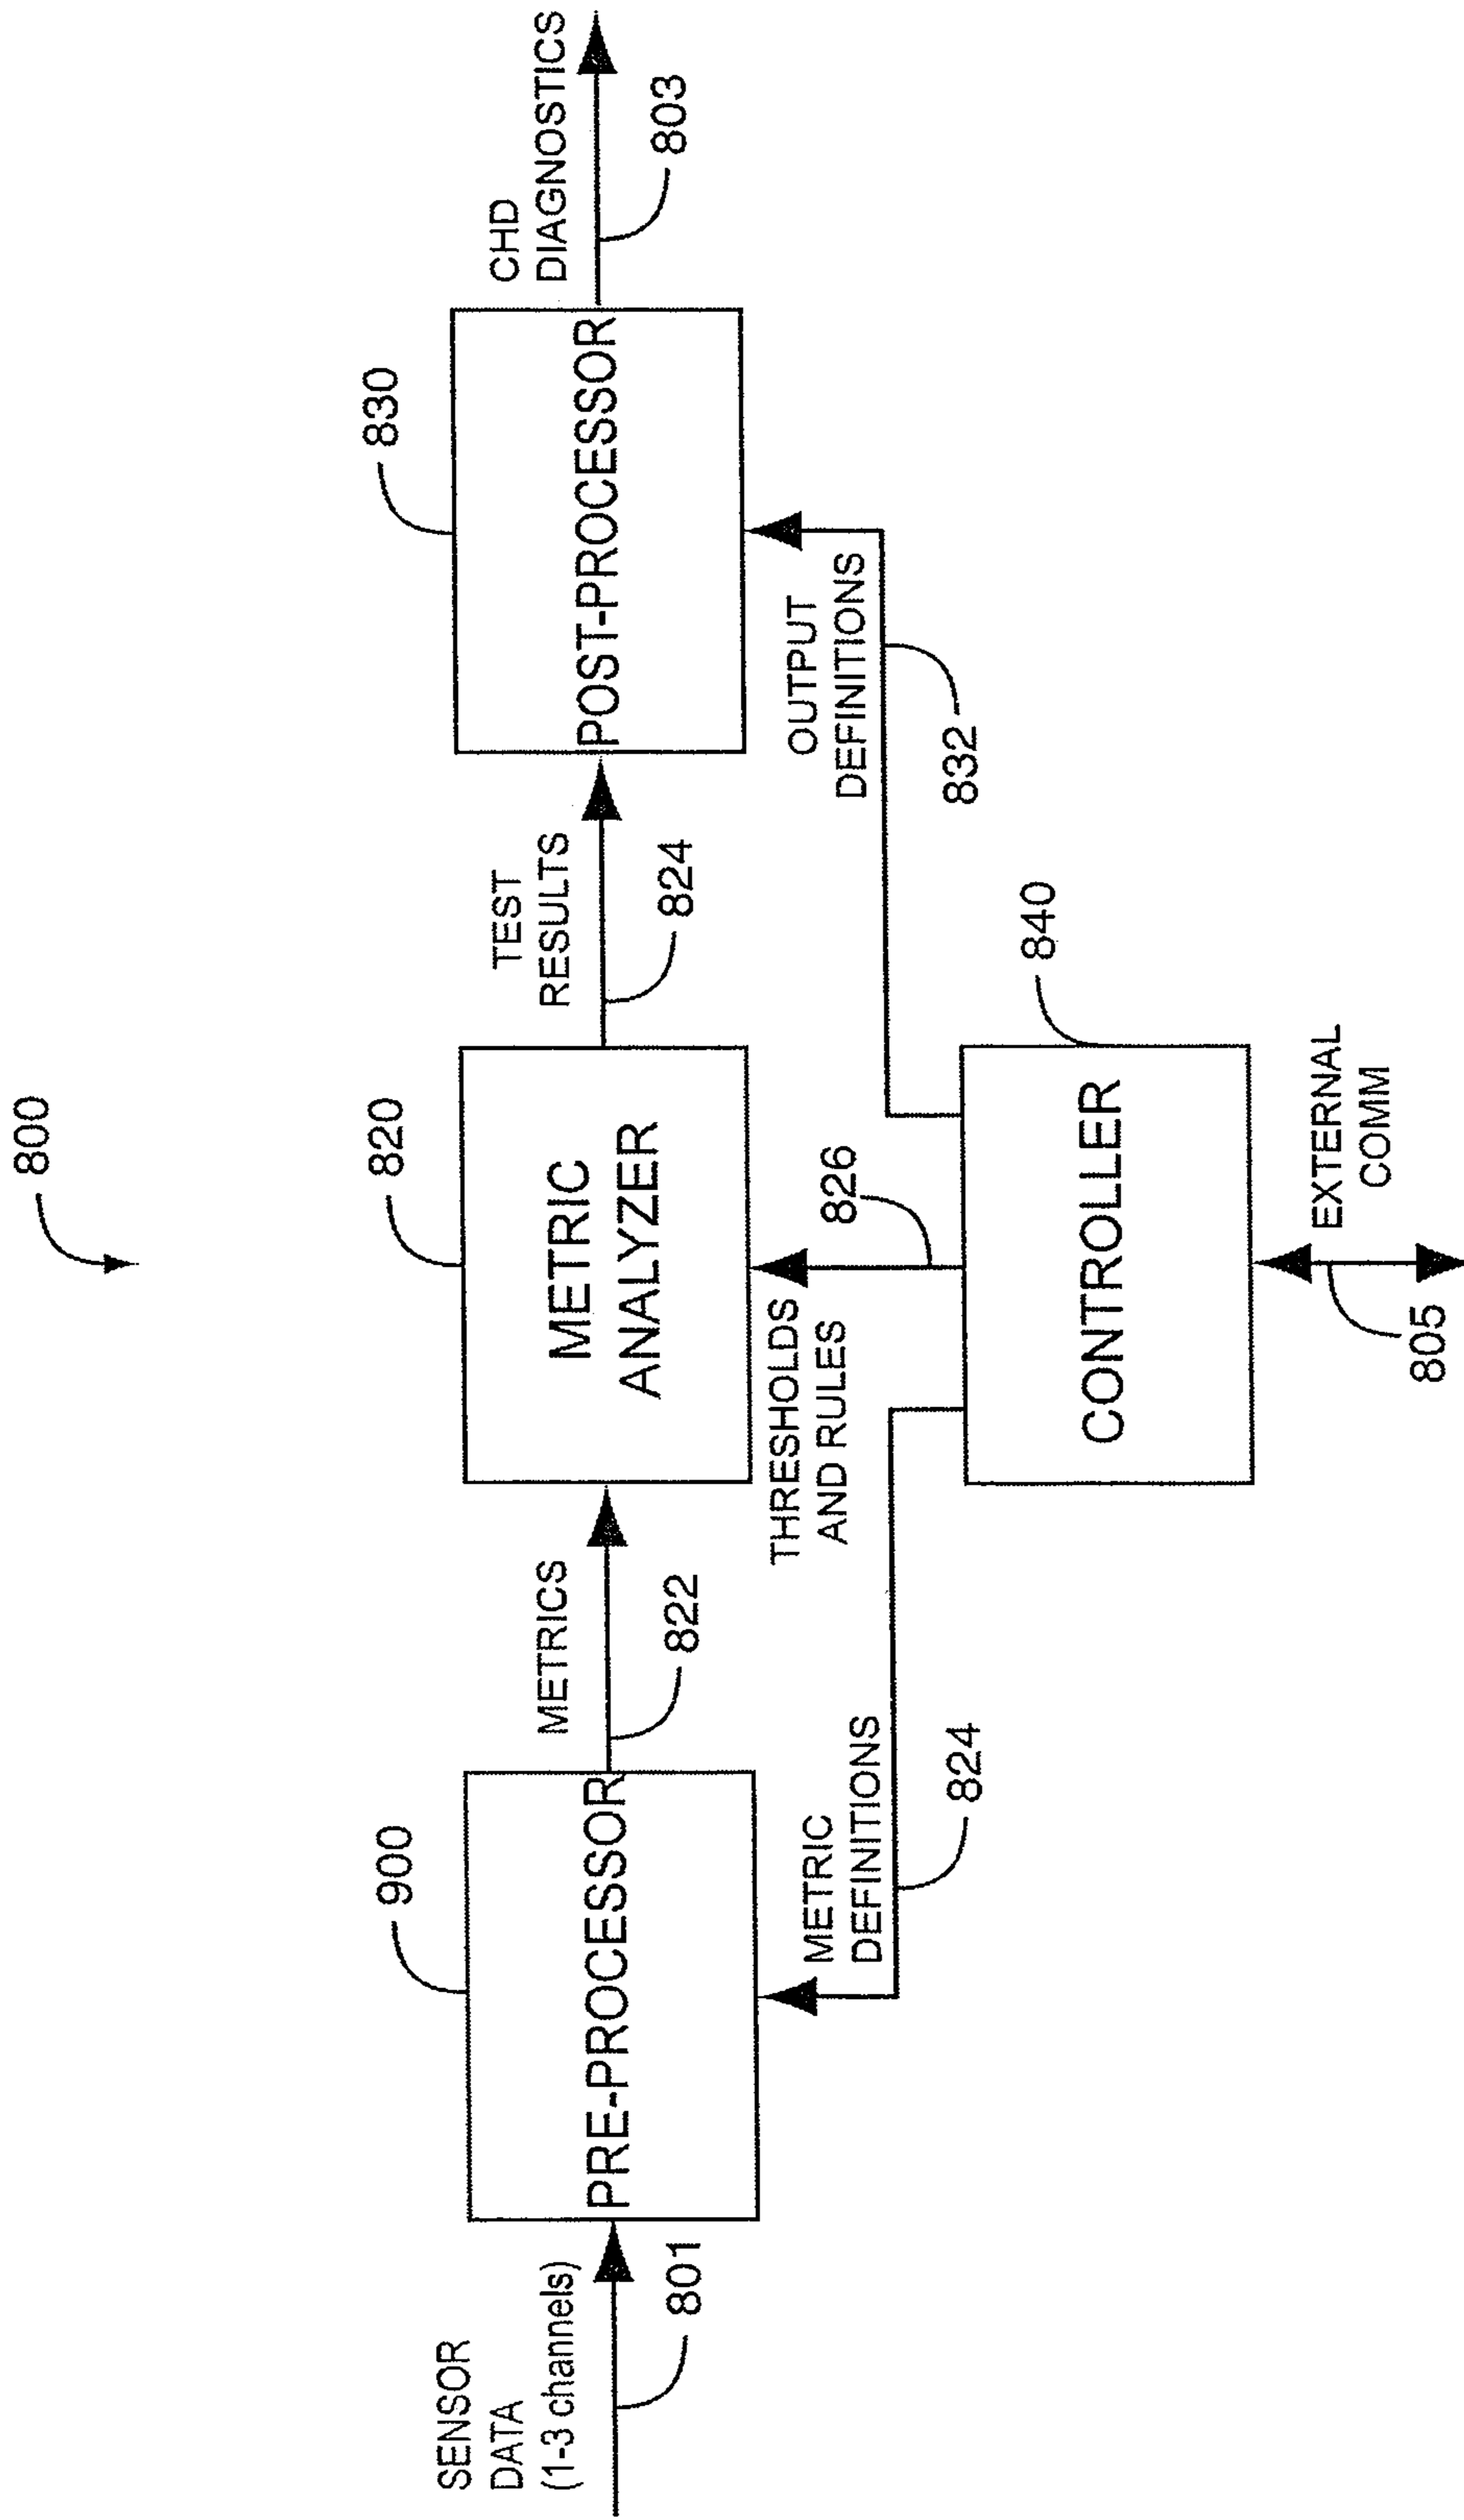 800
SENSOR
DATA
(1-3 channels)
801
900
PRE-PROCESSOR
METRICS
822
820
METRIC
ANALYZER
TEST
RESULTS
824
830
POST-PROCESSOR
CHD
DIAGNOSTICS
803
METRIC
DEFINITIONS
824
THRESHOLDS
AND RULES
826
OUTPUT
DEFINITIONS
832
840
CONTROLLER
805
EXTERNAL
COMM